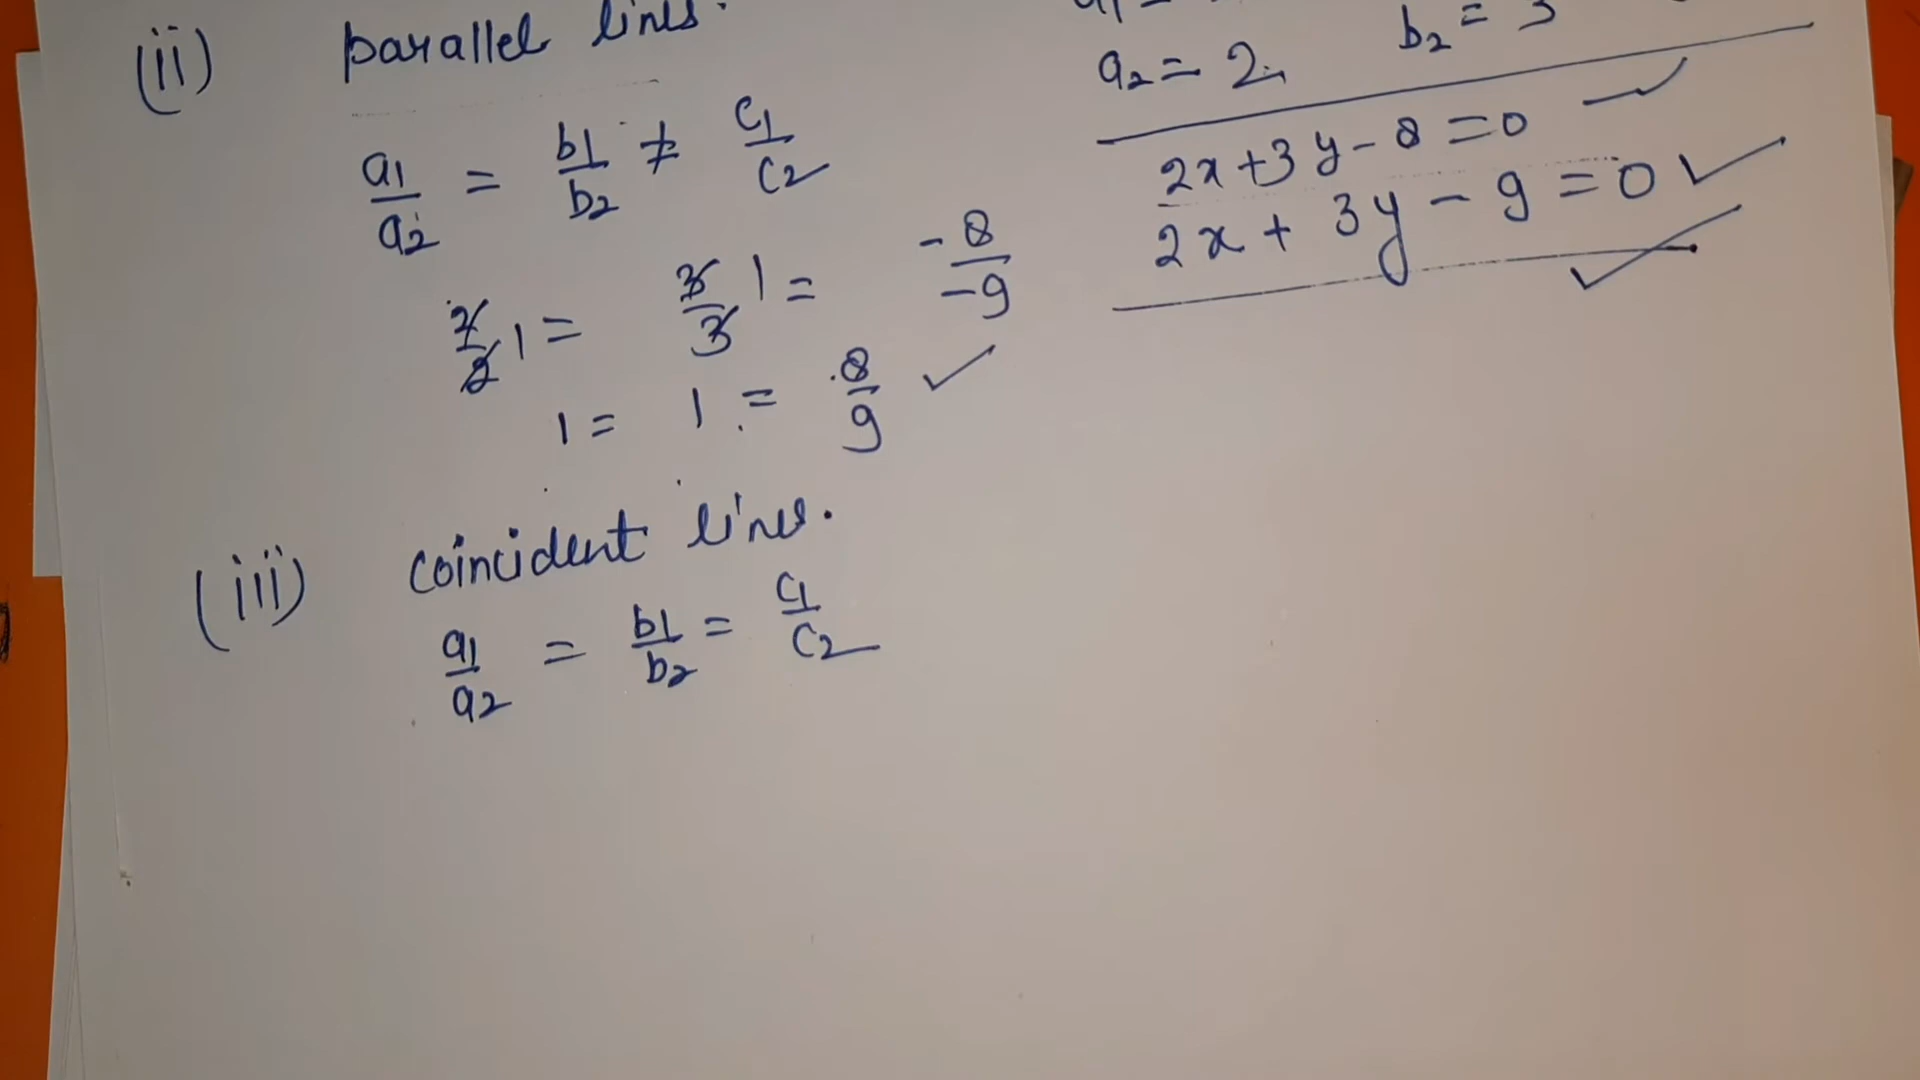 (ii) parallel lines.
a1/a2 = b1/b2 ≠ c1/c2
2/2 1 = 3/3 1 = -8/-9
1 = 1 = 8/9 ✓
(iii) coincident lines.
a1/a2 = b1/b2 = c1/c2
a2 = 2, b2 = 3
2x+3y-8=0
2x+3y-9=0 ✓